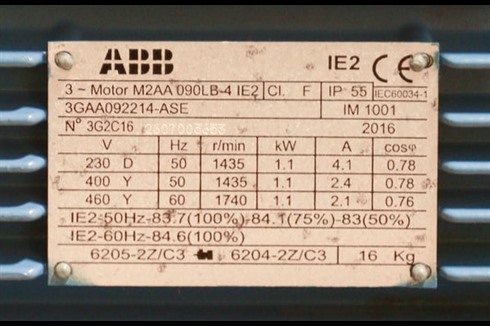 ABB IE2 CE
3 ~ Motor M2AA 090LB-4 IE2 Cl. F IP 55 IEC60034-1
3GAA092214-ASE IM 1001
Nº 3G2C16 2016
V Hz r/min kW A cosφ
230 D 50 1435 1.1 4.1 0.78
400 Y 50 1435 1.1 2.4 0.78
460 Y 60 1740 1.1 2.1 0.76
IE2-50Hz-83.7(100%)-84.1(75%)-83(50%)
IE2-60Hz-84.6(100%)
6205-2Z/C3 6204-2Z/C3 16 Kg